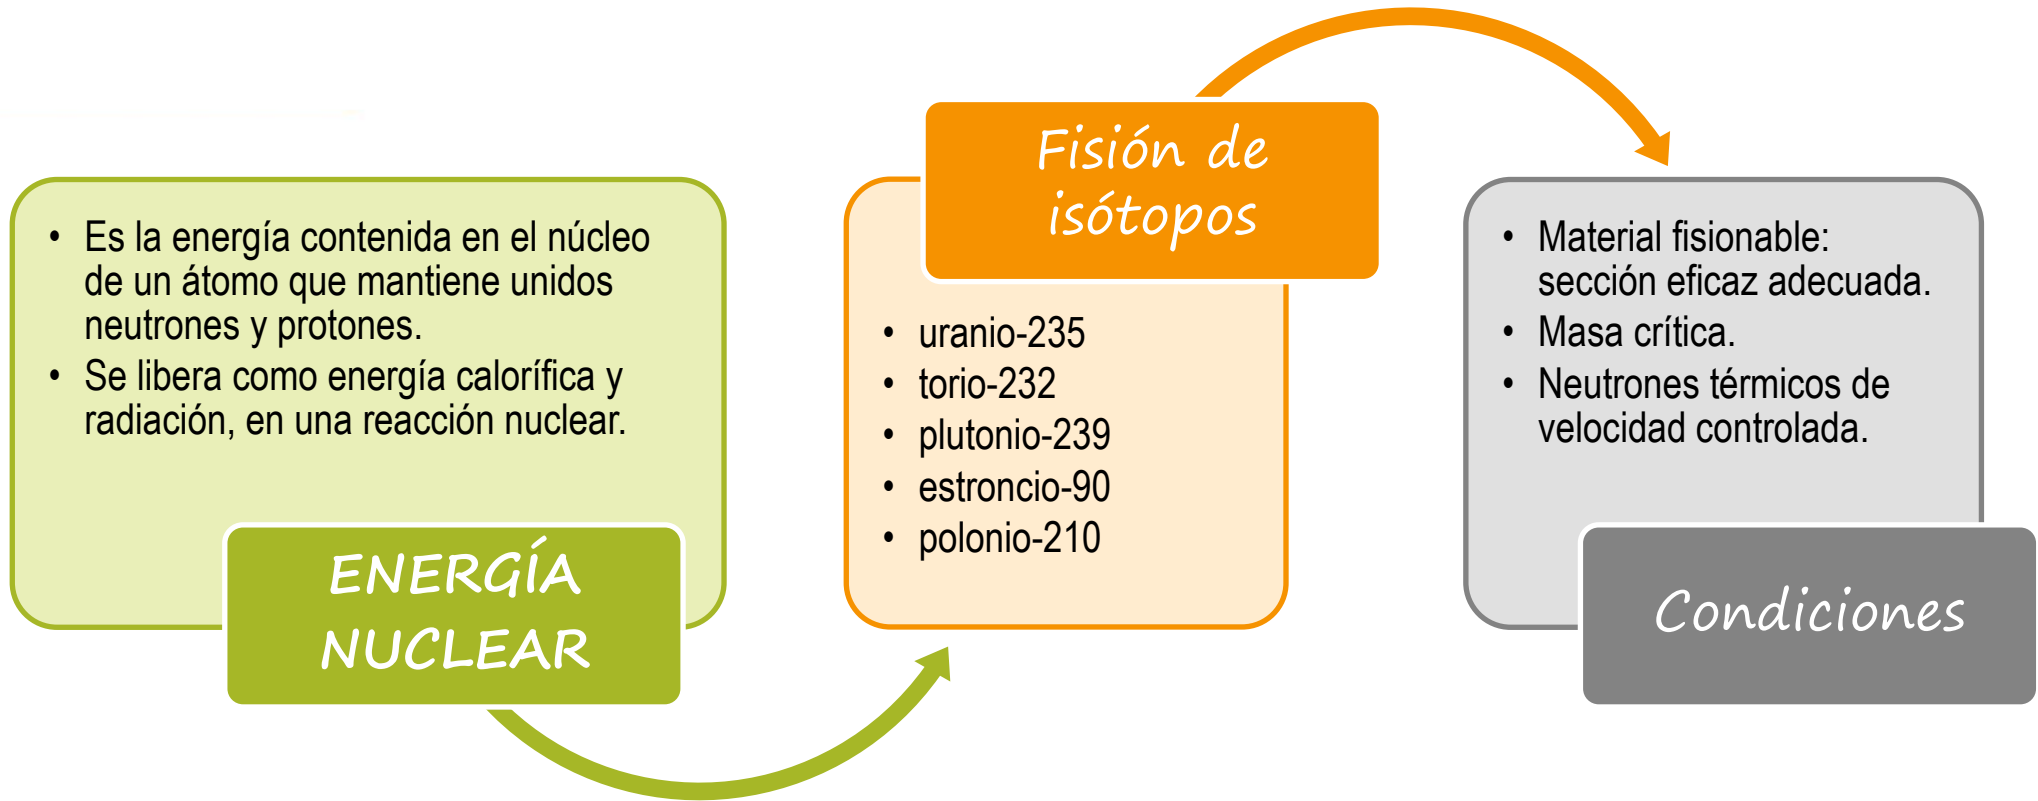 • Es la energía contenida en el núcleo
de un átomo que mantiene unidos
neutrones y protones.
• Se libera como energía calorífica y
radiación, en una reacción nuclear.
ENERGÍA
NUCLEAR
Fisión de
isótopos
• uranio-235
• torio-232
• plutonio-239
• estroncio-90
• polonio-210
• Material fisionable:
sección eficaz adecuada.
• Masa crítica.
• Neutrones térmicos de
velocidad controlada.
Condiciones